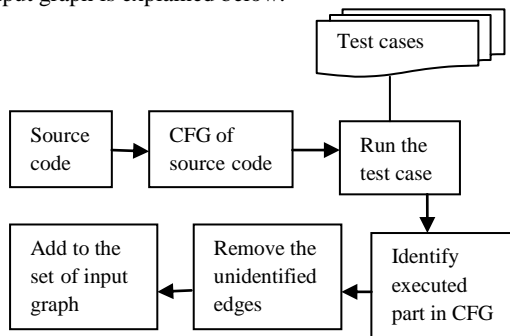 nput graph is explained below.
Test cases
Source
code
CFG of
source code
Run the
test case
Add to the
set of input
graph
Remove the
unidentified
edges
Identify
executed
part in CFG